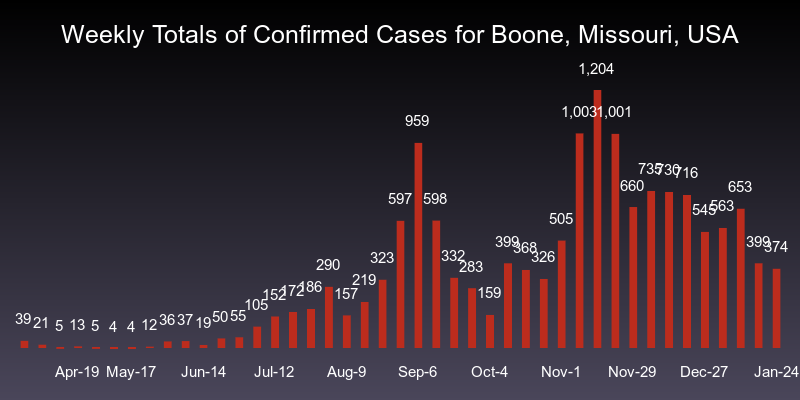 Weekly Totals of Confirmed Cases for Boone, Missouri, USA
39 21 5 13 5 4 4 12 36 37 19 50 55 105 152 172 186 290 157 219 323 597 959 598 332 283 159 399 368 326 505 1,003 1,204 1,001 660 735 730 716 545 563 653 399 374
Apr-19 May-17 Jun-14 Jul-12 Aug-9 Sep-6 Oct-4 Nov-1 Nov-29 Dec-27 Jan-24